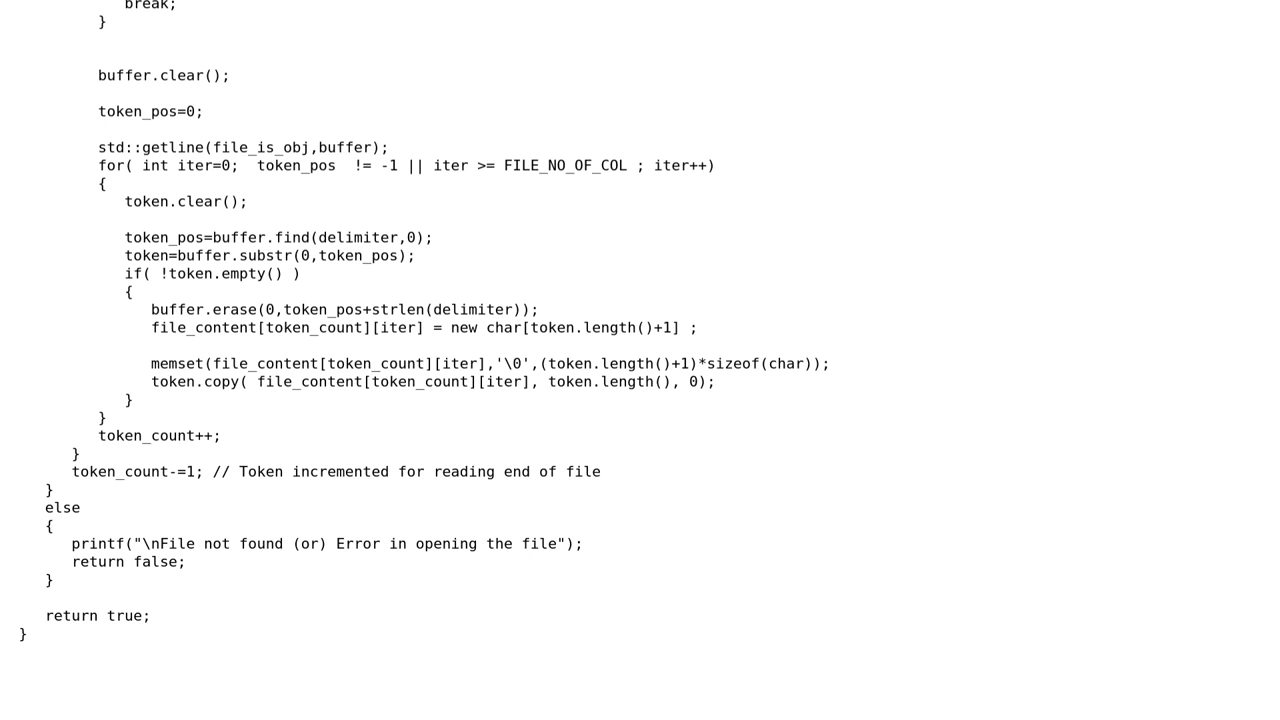 break;
}
buffer.clear();
token_pos=0;
std::getline(file_is_obj,buffer);
for( int iter=0;  token_pos  != -1 || iter >= FILE_NO_OF_COL ; iter++)
{
token.clear();
token_pos=buffer.find(delimiter,0);
token=buffer.substr(0,token_pos);
if( !token.empty() )
{
buffer.erase(0,token_pos+strlen(delimiter));
file_content[token_count][iter] = new char[token.length()+1] ;
memset(file_content[token_count][iter],'\0',(token.length()+1)*sizeof(char));
token.copy( file_content[token_count][iter], token.length(), 0);
}
}
token_count++;
}
token_count-=1; // Token incremented for reading end of file
}
else
{
printf("\nFile not found (or) Error in opening the file");
return false;
}
return true;
}